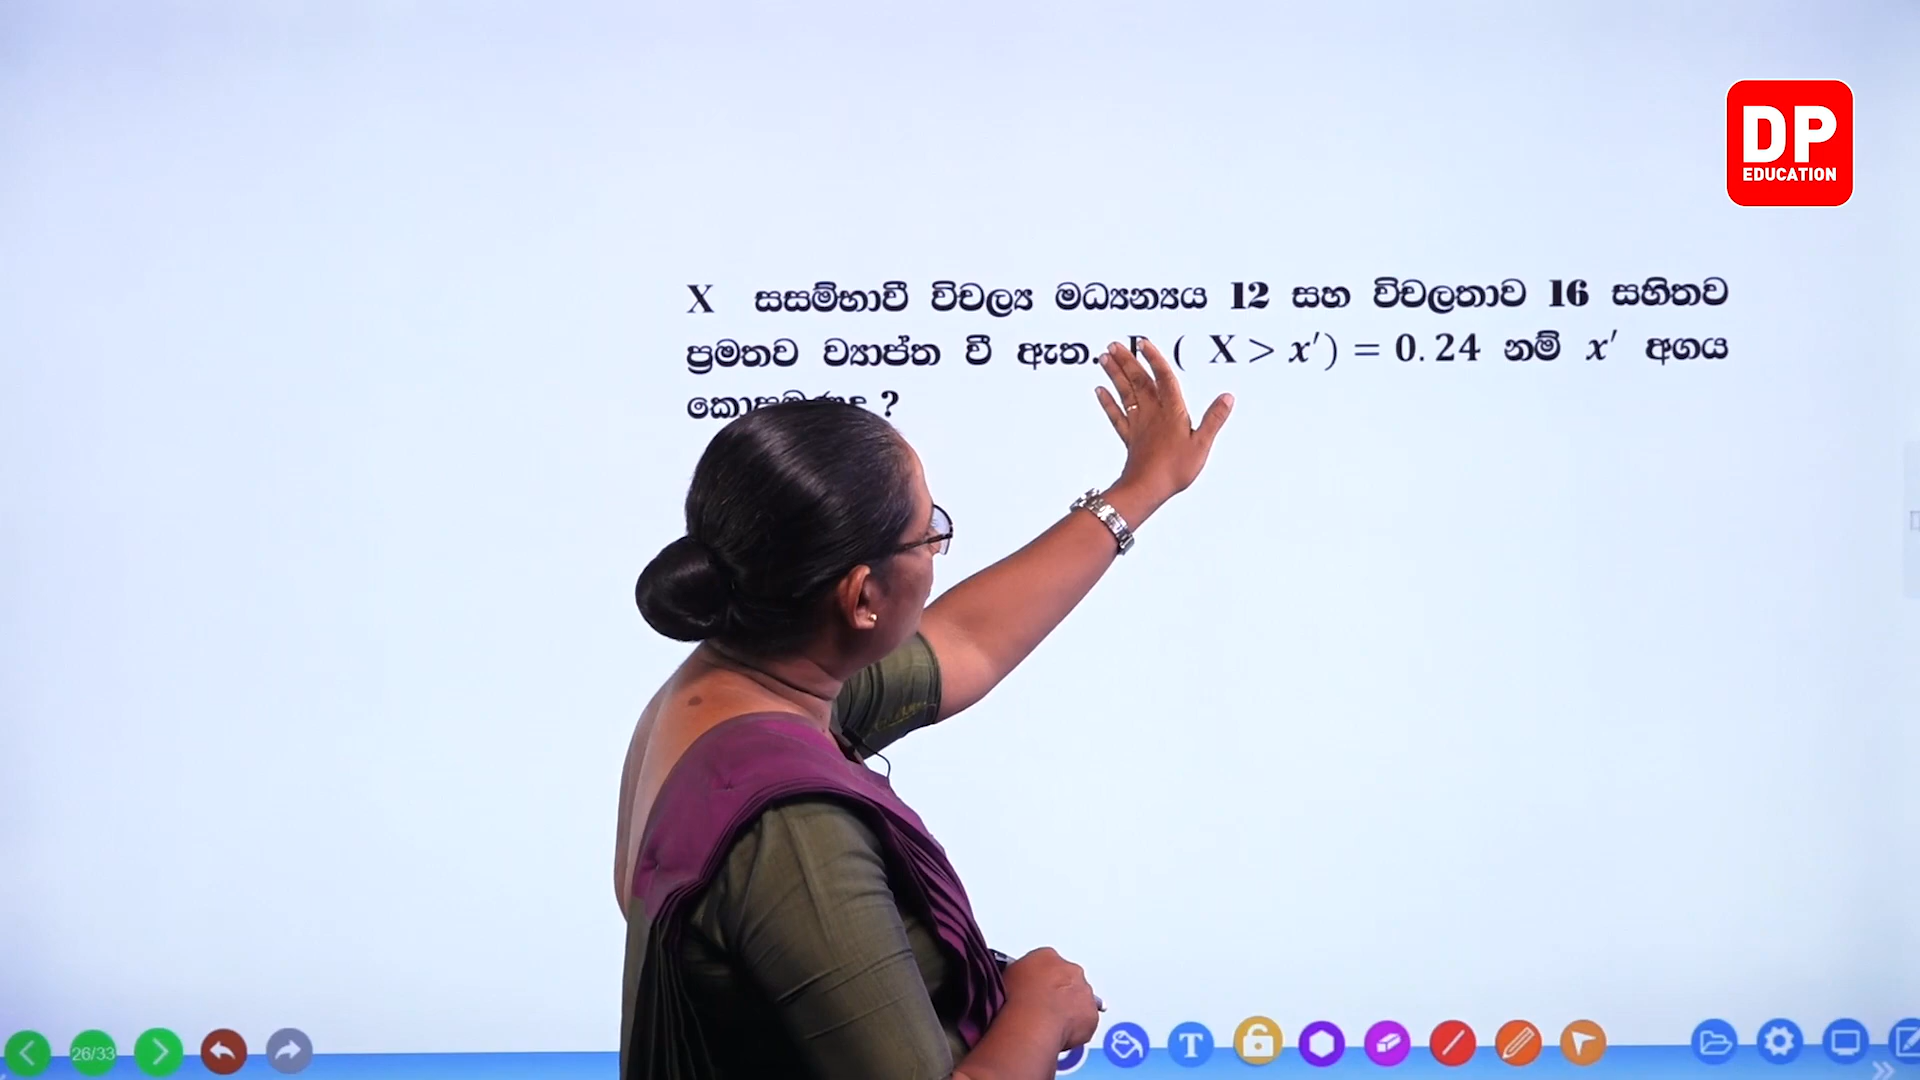 DP
EDUCATION
X සසම්භාවී විචල්‍ය මධ්‍යන්‍යය 12 සහ විචලතාව 16 සහිතව
ප්‍රමතව ව්‍යාප්ත වී ඇත. P ( X > x′) = 0.24 නම් x′ අගය
?
26/33
T